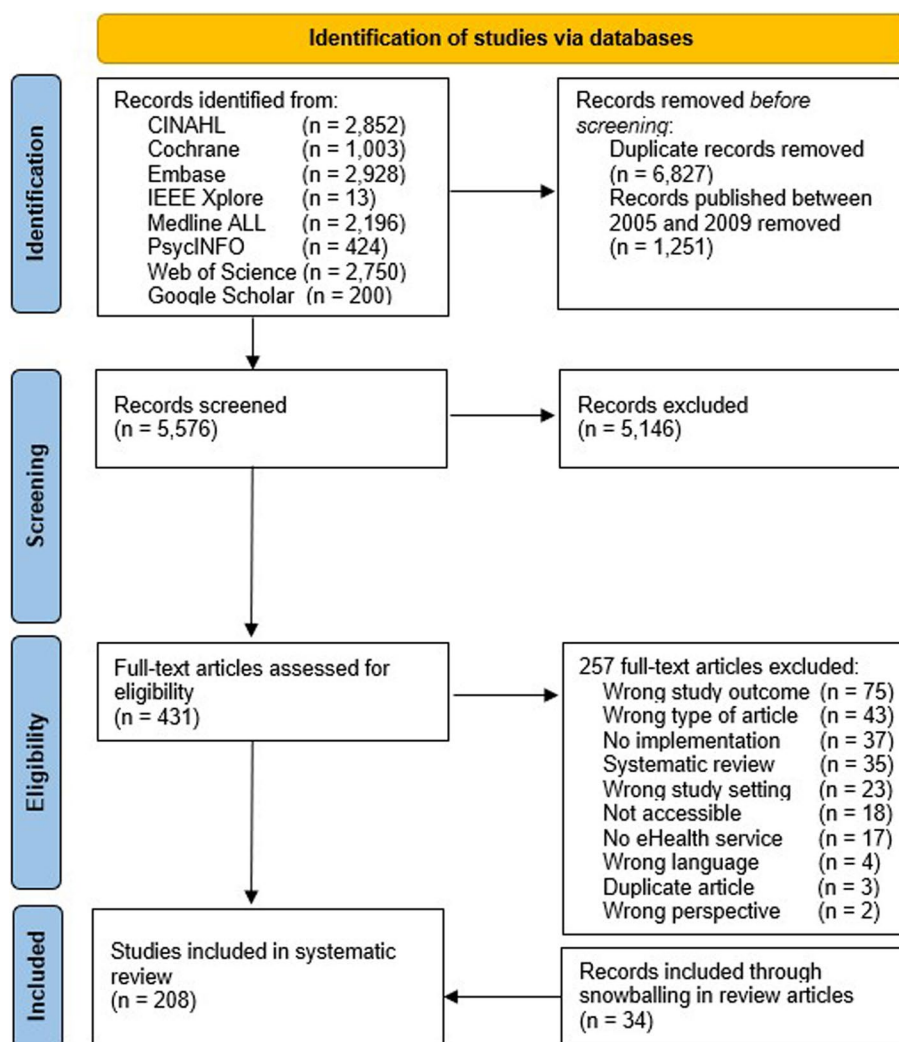 Identification of studies via databases
Identification
Records identified from:
CINAHL (n = 2,852)
Cochrane (n = 1,003)
Embase (n = 2,928)
IEEE Xplore (n = 13)
Medline ALL (n = 2,196)
PsycINFO (n = 424)
Web of Science (n = 2,750)
Google Scholar (n = 200)
Records removed before
screening:
Duplicate records removed
(n = 6,827)
Records published between
2005 and 2009 removed
(n = 1,251)
Screening
Records screened
(n = 5,576)
Records excluded
(n = 5,146)
Eligibility
Full-text articles assessed for
eligibility
(n = 431)
257 full-text articles excluded:
Wrong study outcome (n = 75)
Wrong type of article (n = 43)
No implementation (n = 37)
Systematic review (n = 35)
Wrong study setting (n = 23)
Not accessible (n = 18)
No eHealth service (n = 17)
Wrong language (n = 4)
Duplicate article (n = 3)
Wrong perspective (n = 2)
Included
Studies included in systematic
review
(n = 208)
Records included through
snowballing in review articles
(n = 34)